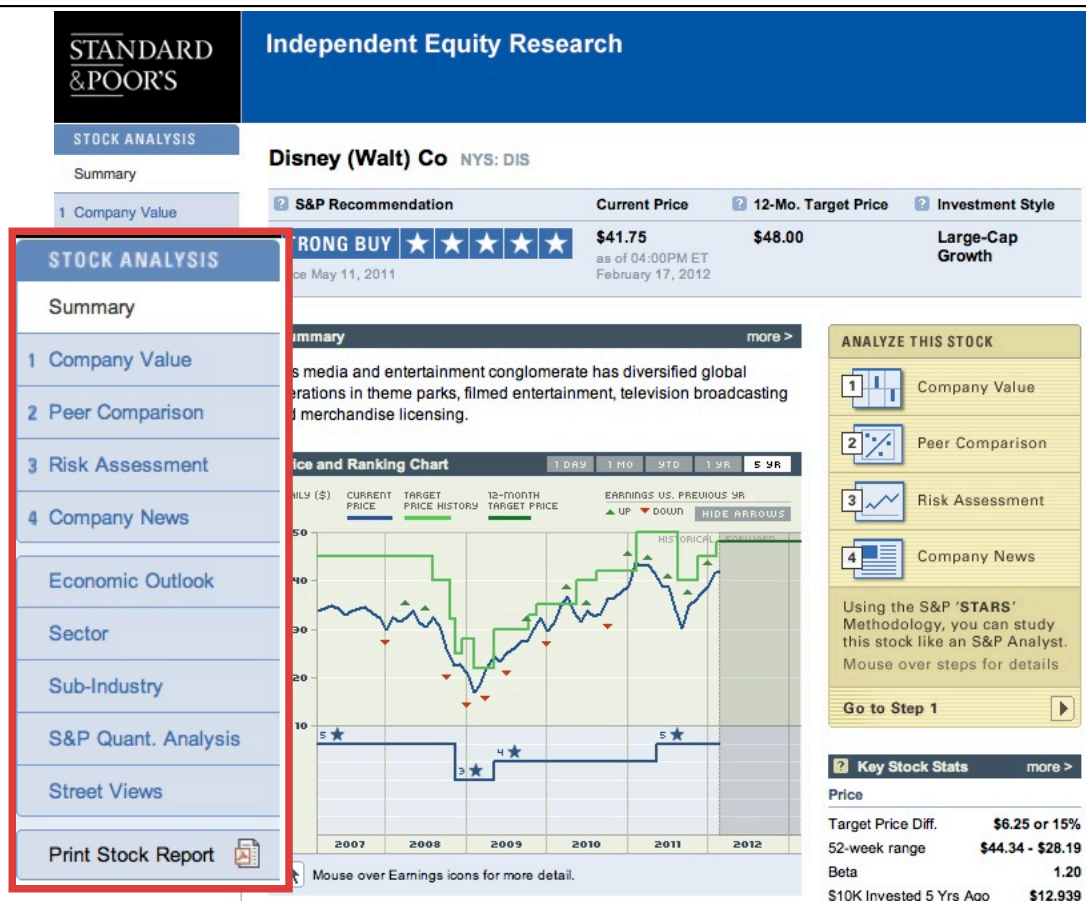 STANDARD
&POOR'S
Independent Equity Research
STOCK ANALYSIS
Summary
1 Company Value
Disney (Walt) Co NYS: DIS
? S&P Recommendation
Current Price
? 12-Mo. Target Price
? Investment Style
TRONG BUY
ce May 11, 2011
$41.75
as of 04:00PM ET
February 17, 2012
$48.00
Large-Cap
Growth
STOCK ANALYSIS
Summary
1 Company Value
2 Peer Comparison
3 Risk Assessment
4 Company News
Economic Outlook
Sector
Sub-Industry
S&P Quant. Analysis
Street Views
Print Stock Report
ummary more >
s media and entertainment conglomerate has diversified global
erations in theme parks, filmed entertainment, television broadcasting
d merchandise licensing.
ice and Ranking Chart
1 DAY 1 MO YTD 1 YR 5 YR
AILY ($)
CURRENT
PRICE
TARGET
PRICE HISTORY
12-MONTH
TARGET PRICE
EARNINGS VS. PREVIOUS YR
UP DOWN HIDE ARROWS
HISTORICAL FORWARD
50
40
30
20
10
5
3
4
5
2007 2008 2009 2010 2011 2012
Mouse over Earnings icons for more detail.
ANALYZE THIS STOCK
1 Company Value
2 Peer Comparison
3 Risk Assessment
4 Company News
Using the S&P 'STARS'
Methodology, you can study
this stock like an S&P Analyst.
Mouse over steps for details
Go to Step 1
? Key Stock Stats more >
Price
Target Price Diff. $6.25 or 15%
52-week range $44.34 - $28.19
Beta 1.20
$10K Invested 5 Yrs Ago $12,939